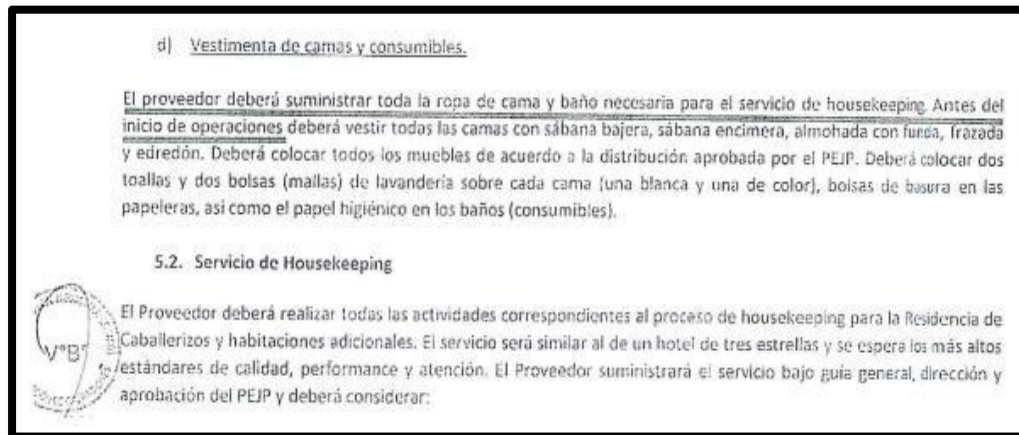 d) Vestimenta de camas y consumibles.
El proveedor deberá suministrar toda la ropa de cama y baño necesaria para el servicio de housekeeping. Antes del
inicio de operaciones deberá vestir todas las camas con sábana bajera, sábana encimera, almohada con funda, frazada
y edredón. Deberá colocar todos los muebles de acuerdo a la distribución aprobada por el PEJP. Deberá colocar dos
toallas y dos bolsas (mallas) de lavandería sobre cada cama (una blanca y una de color), bolsas de basura en las
papeleras, así como el papel higiénico en los baños (consumibles).
5.2. Servicio de Housekeeping
El Proveedor deberá realizar todas las actividades correspondientes al proceso de housekeeping para la Residencia de
Caballerizos y habitaciones adicionales. El servicio será similar al de un hotel de tres estrellas y se espera los más altos
estándares de calidad, performance y atención. El Proveedor suministrará el servicio bajo guía general, dirección y
aprobación del PEJP y deberá considerar:
V°B°